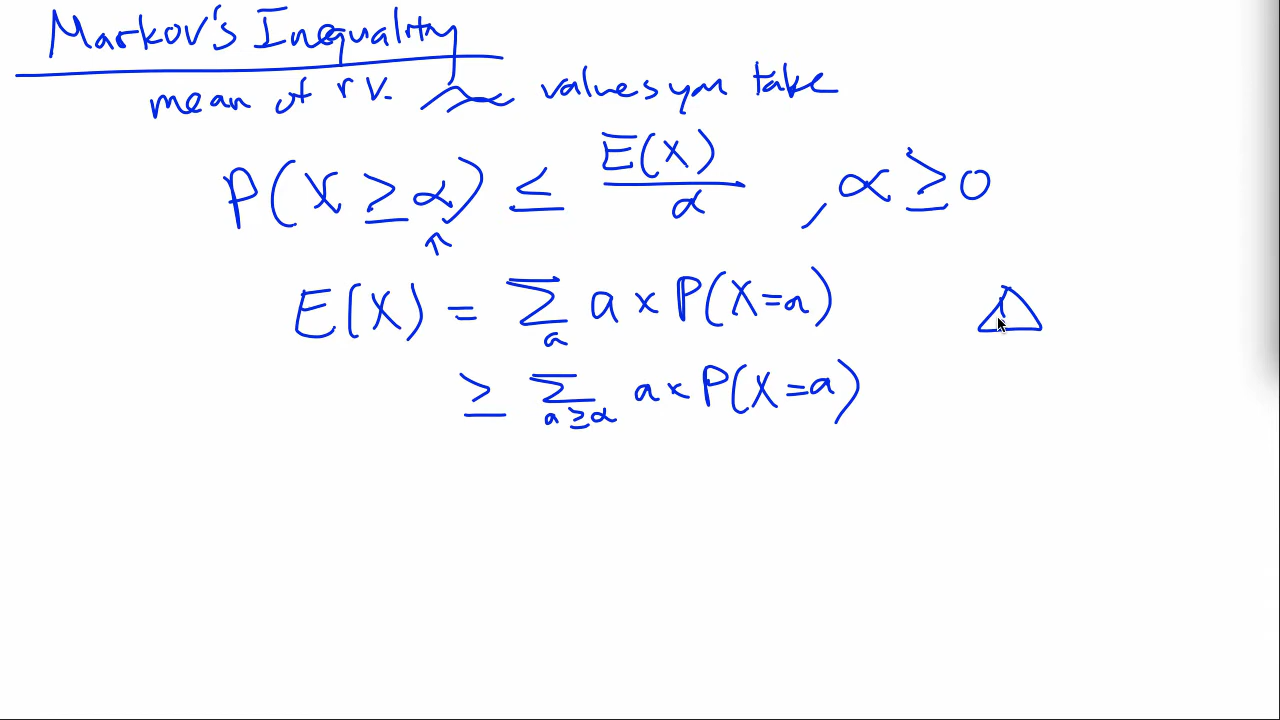 Markov's Inequality
mean of r.v. values you take
P(X ≥ α) ≤ E(X)/α , α ≥ 0
↑
E(X) = Σ_a a × P(X=a)
≥ Σ_{a≥α} a × P(X=a)